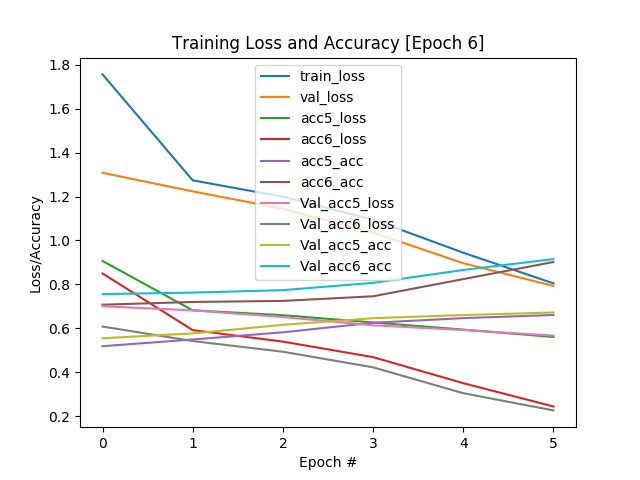 Training Loss and Accuracy [Epoch 6]
1.8
1.6
1.4
1.2
1.0
0.8
0.6
0.4
0.2
Loss/Accuracy
train_loss
val_loss
acc5_loss
acc6_loss
acc5_acc
acc6_acc
Val_acc5_loss
Val_acc6_loss
Val_acc5_acc
Val_acc6_acc
0 1 2 3 4 5
Epoch #